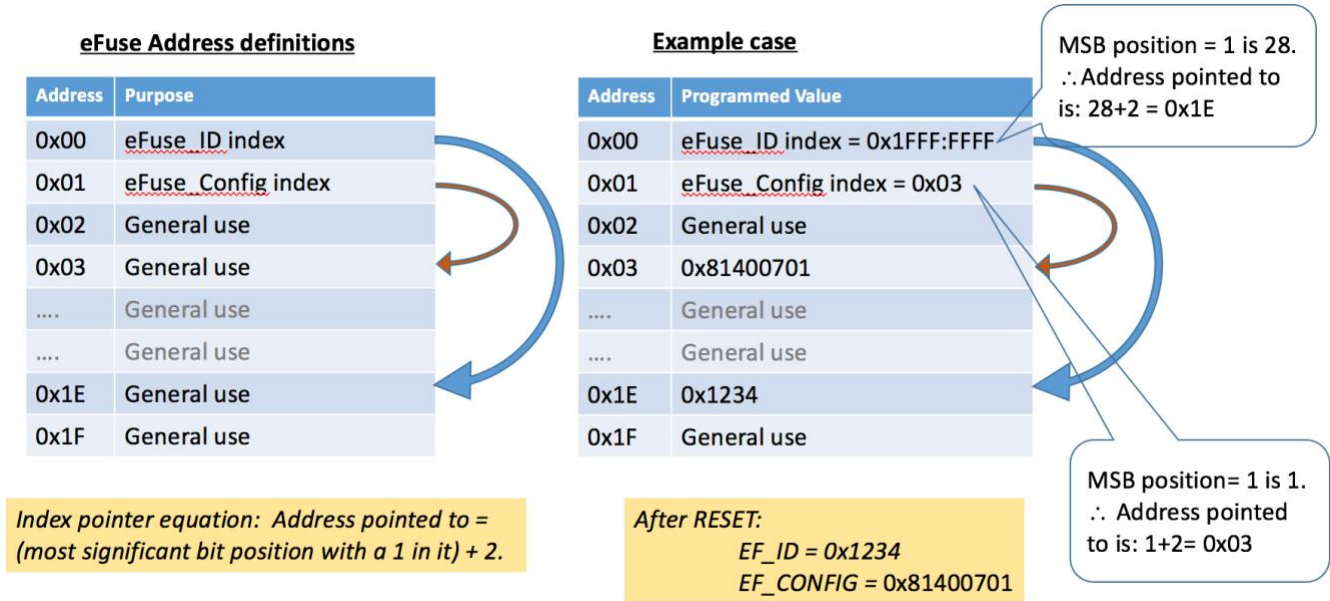 eFuse Address definitions
Address Purpose
0x00 eFuse_ID index
0x01 eFuse_Config index
0x02 General use
0x03 General use
.... General use
.... General use
0x1E General use
0x1F General use
Index pointer equation: Address pointed to =
(most significant bit position with a 1 in it) + 2.
Example case
Address Programmed Value
0x00 eFuse_ID index = 0x1FFF:FFFF
0x01 eFuse_Config index = 0x03
0x02 General use
0x03 0x81400701
.... General use
.... General use
0x1E 0x1234
0x1F General use
After RESET:
EF_ID = 0x1234
EF_CONFIG = 0x81400701
MSB position = 1 is 28.
∴ Address pointed to
is: 28+2 = 0x1E
MSB position= 1 is 1.
∴ Address pointed
to is: 1+2= 0x03